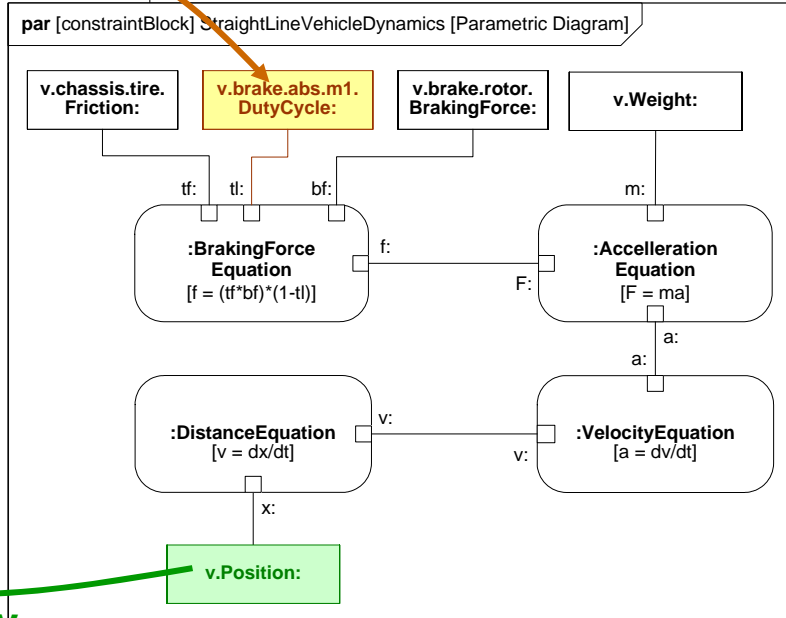 par [constraintBlock] StraightLineVehicleDynamics [Parametric Diagram]
v.chassis.tire.
Friction:
v.brake.abs.m1.
DutyCycle:
v.brake.rotor.
BrakingForce:
v.Weight:
tf:
tl:
bf:
m:
:BrakingForce
Equation
[f = (tf*bf)*(1-tl)]
f:
F:
:Accelleration
Equation
[F = ma]
a:
a:
:DistanceEquation
[v = dx/dt]
v:
v:
:VelocityEquation
[a = dv/dt]
x:
v.Position: